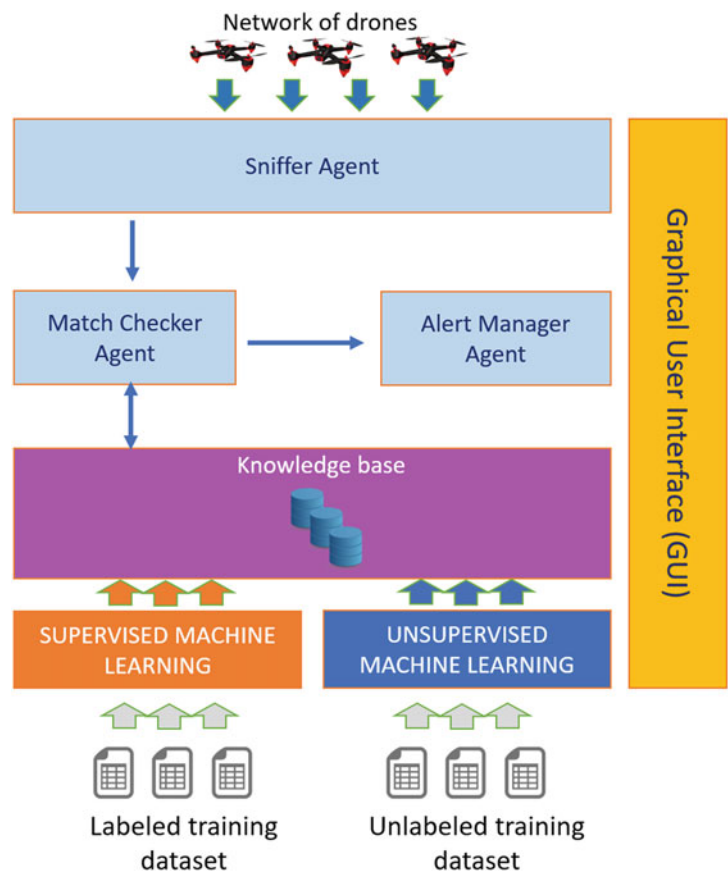 Network of drones
Sniffer Agent
Match Checker
Agent
Alert Manager
Agent
Knowledge base
SUPERVISED MACHINE
LEARNING
UNSUPERVISED
MACHINE LEARNING
Labeled training
dataset
Unlabeled training
dataset
Graphical User Interface (GUI)